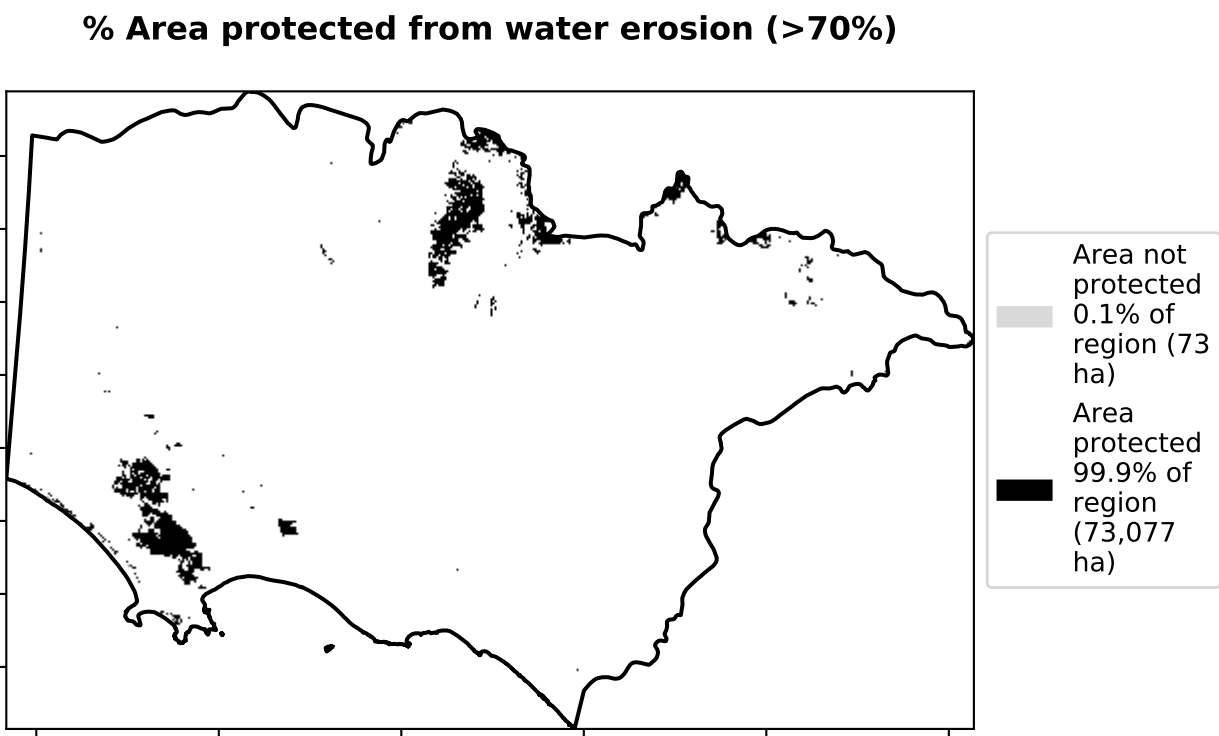 % Area protected from water erosion (>70%)
Area not
protected
0.1% of
region (73
ha)
Area
protected
99.9% of
region
(73,077
ha)